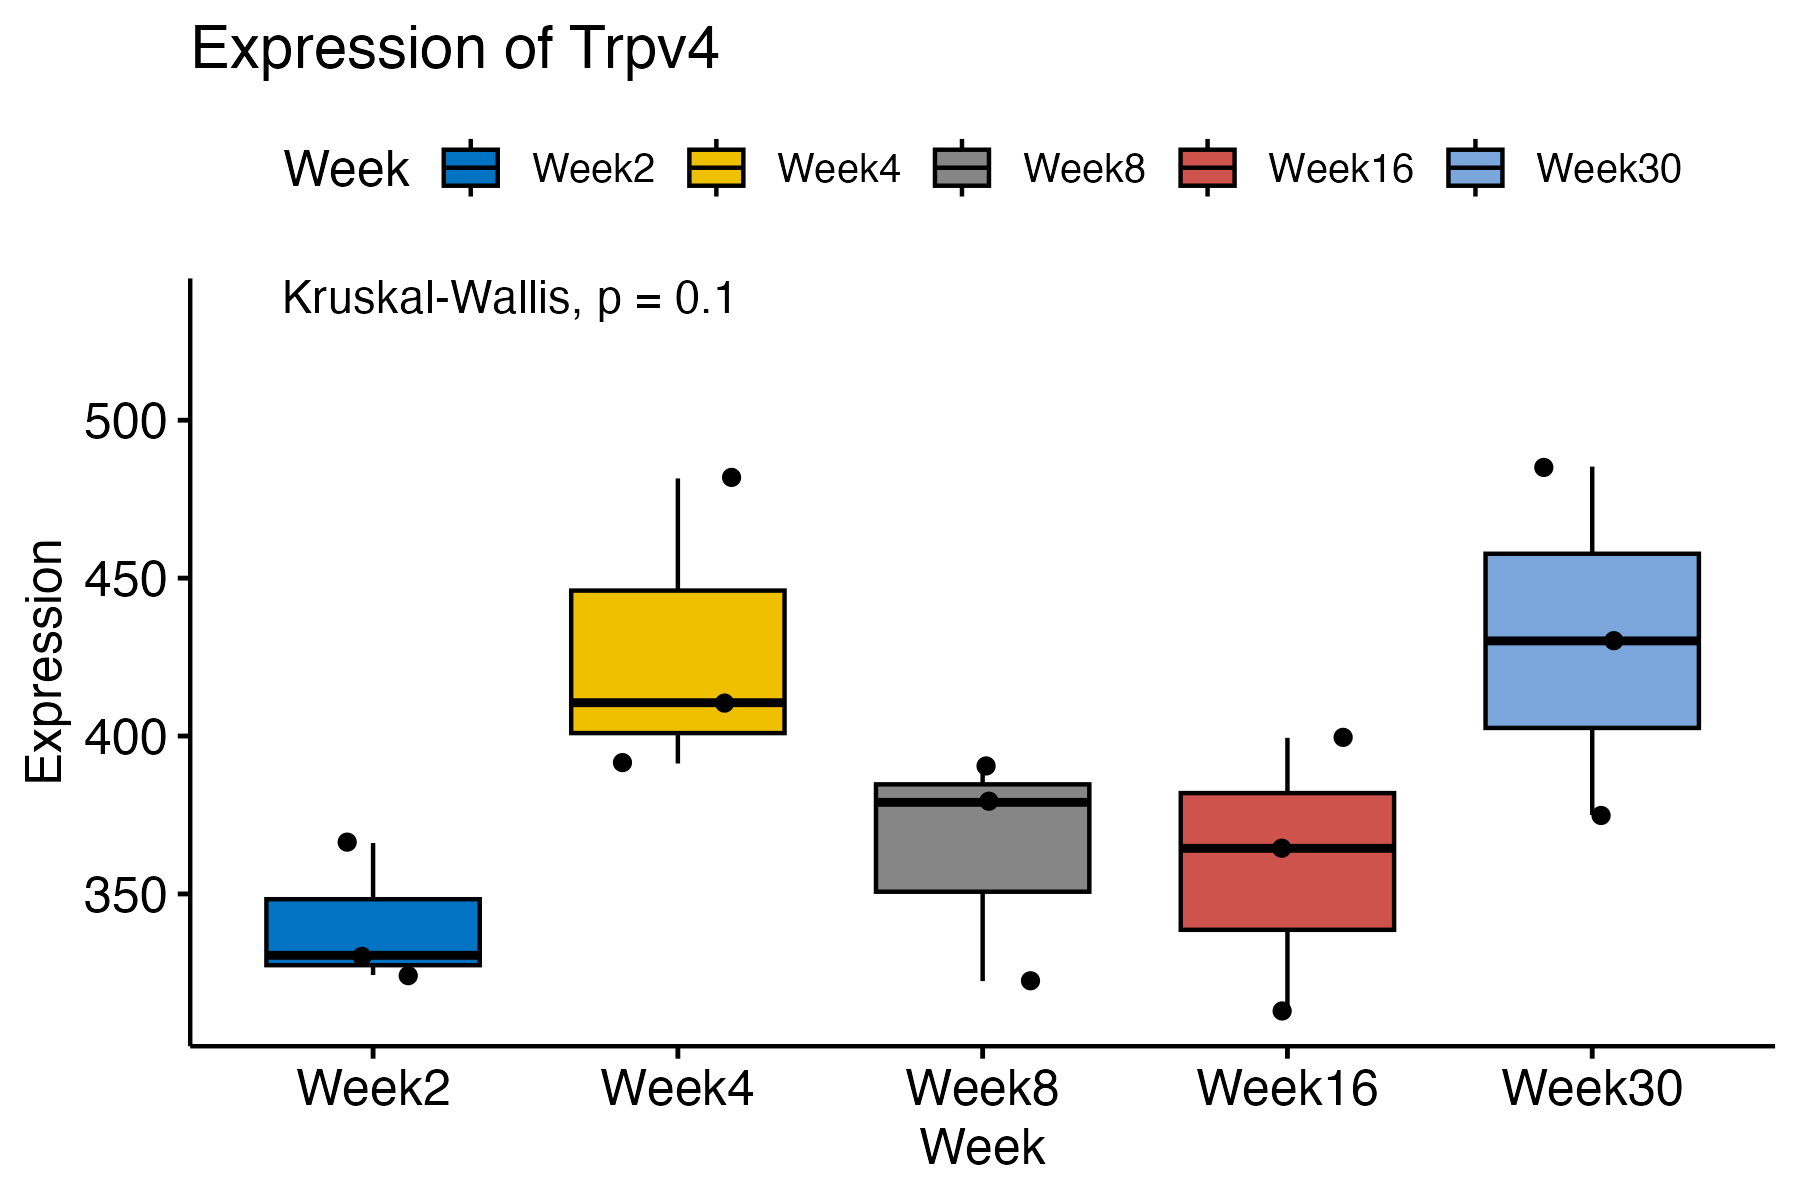 Expression of Trpv4
Week Week2 Week4 Week8 Week16 Week30
Kruskal-Wallis, p = 0.1
500
450
400
350
Expression
Week2 Week4 Week8 Week16 Week30
Week